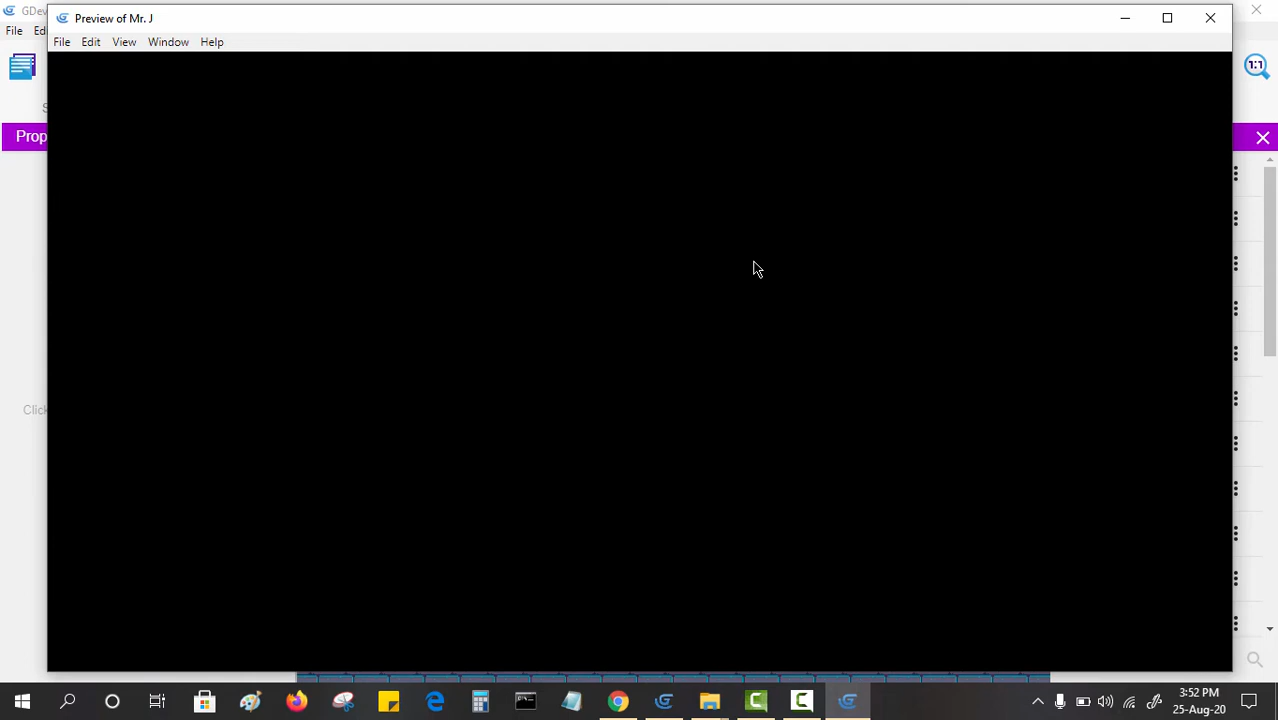 GDev
Preview of Mr. J
File Ed
File Edit View Window Help
1:1
S
Prop
Click
3:52 PM
25-Aug-20